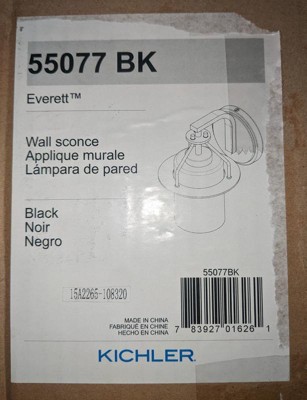 55077 BK
Everett™
Wall sconce
Applique murale
Lámpara de pared
Black
Noir
Negro
15A2265-108320
55077BK
MADE IN CHINA
FABRIQUÉ EN CHINE
HECHO EN CHINA
7 83927 01626 1
KICHLER